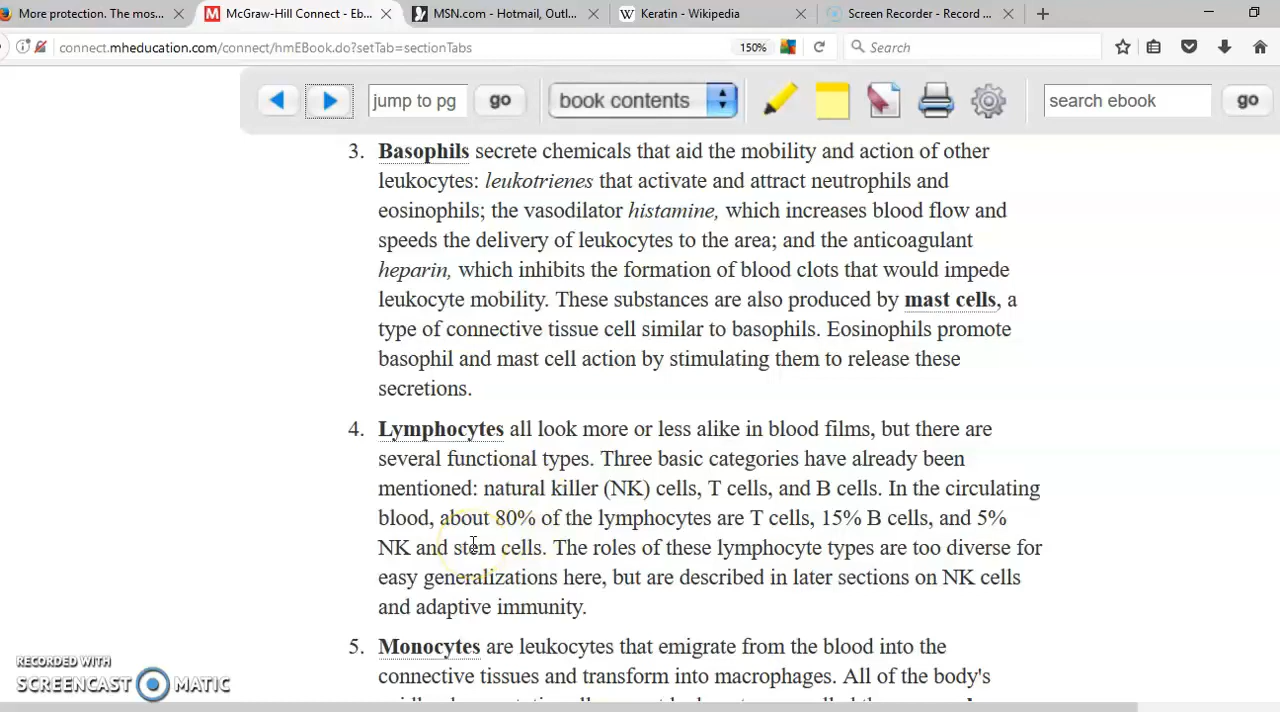 More protection. The mos...
McGraw-Hill Connect - Eb...
MSN.com - Hotmail, Outl...
Keratin - Wikipedia
Screen Recorder - Record ...
connect.mheducation.com/connect/hmEBook.do?setTab=sectionTabs
150%
Search
jump to pg
go
book contents
search ebook
go
3. Basophils secrete chemicals that aid the mobility and action of other
leukocytes: leukotrienes that activate and attract neutrophils and
eosinophils; the vasodilator histamine, which increases blood flow and
speeds the delivery of leukocytes to the area; and the anticoagulant
heparin, which inhibits the formation of blood clots that would impede
leukocyte mobility. These substances are also produced by mast cells, a
type of connective tissue cell similar to basophils. Eosinophils promote
basophil and mast cell action by stimulating them to release these
secretions.
4. Lymphocytes all look more or less alike in blood films, but there are
several functional types. Three basic categories have already been
mentioned: natural killer (NK) cells, T cells, and B cells. In the circulating
blood, about 80% of the lymphocytes are T cells, 15% B cells, and 5%
NK and stem cells. The roles of these lymphocyte types are too diverse for
easy generalizations here, but are described in later sections on NK cells
and adaptive immunity.
5. Monocytes are leukocytes that emigrate from the blood into the
connective tissues and transform into macrophages. All of the body's
RECORDED WITH
SCREENCAST MATIC